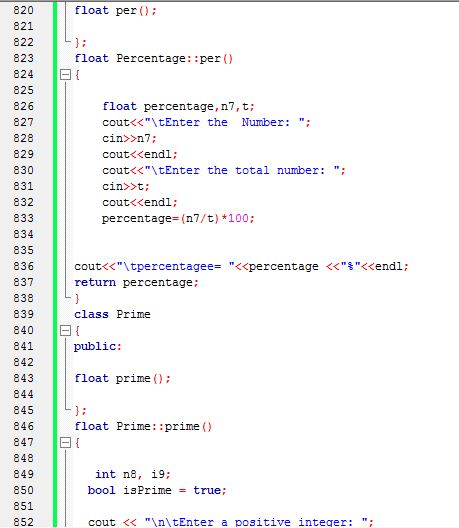 820 float per();
821
822 };
823 float Percentage::per()
824 {
825
826 float percentage,n7,t;
827 cout<<"\tEnter the  Number: ";
828 cin>>n7;
829 cout<<endl;
830 cout<<"\tEnter the total number: ";
831 cin>>t;
832 cout<<endl;
833 percentage=(n7/t)*100;
834
835
836 cout<<"\tpercentagee= "<<percentage <<"%"<<endl;
837 return percentage;
838 }
839 class Prime
840 {
841 public:
842
843 float prime();
844
845 };
846 float Prime::prime()
847 {
848
849 int n8, i9;
850 bool isPrime = true;
851
852 cout << "\n\tEnter a positive integer: ";